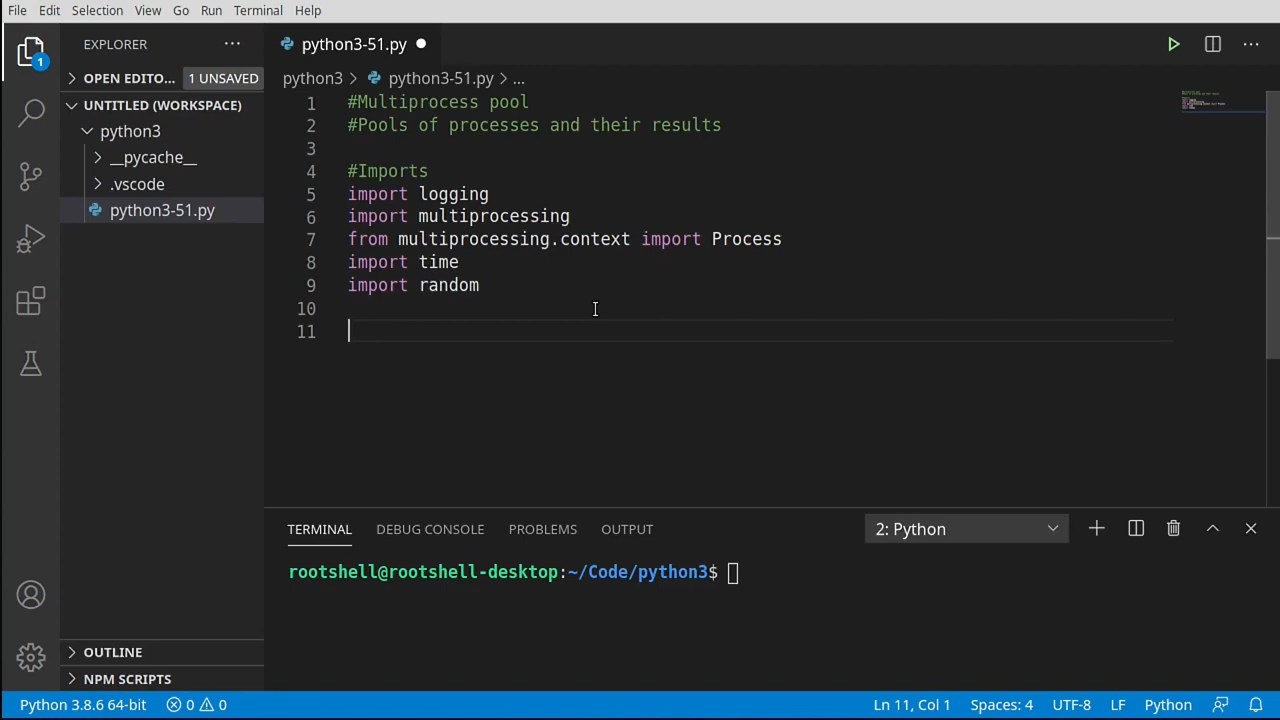 File Edit Selection View Go Run Terminal Help
EXPLORER
python3-51.py
1
OPEN EDITO... 1 UNSAVED
python3 > python3-51.py > ...
UNTITLED (WORKSPACE)
python3
__pycache__
.vscode
python3-51.py
1 #Multiprocess pool
2 #Pools of processes and their results
3
4 #Imports
5 import logging
6 import multiprocessing
7 from multiprocessing.context import Process
8 import time
9 import random
10
11
TERMINAL DEBUG CONSOLE PROBLEMS OUTPUT 2: Python
rootshell@rootshell-desktop:~/Code/python3$
OUTLINE
NPM SCRIPTS
Python 3.8.6 64-bit 0 0 Ln 11, Col 1 Spaces: 4 UTF-8 LF Python